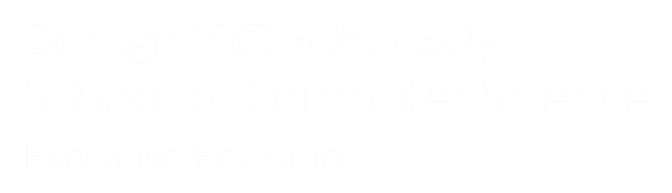 Carnegie Mellon University
School of Computer Science
Executive Education